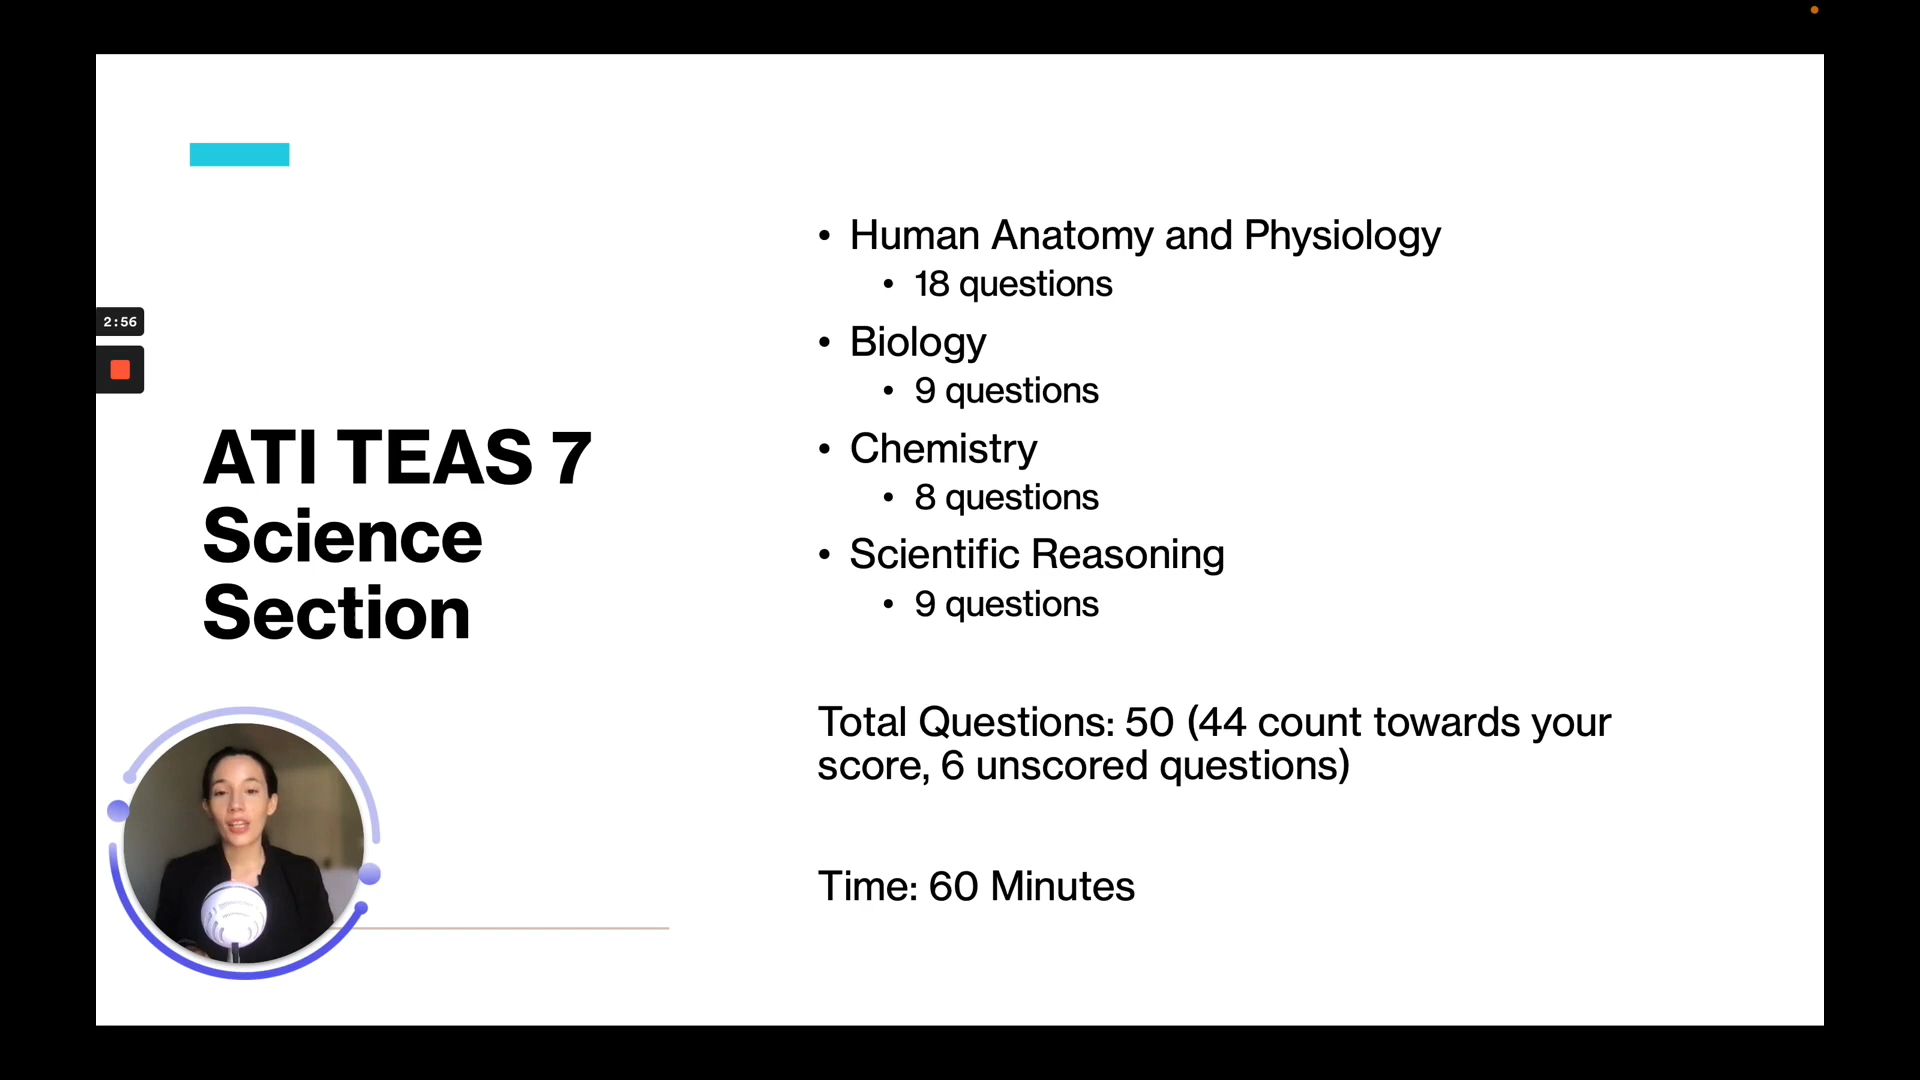 2:56
ATI TEAS 7
Science
Section
• Human Anatomy and Physiology
• 18 questions
• Biology
• 9 questions
• Chemistry
• 8 questions
• Scientific Reasoning
• 9 questions
Total Questions: 50 (44 count towards your
score, 6 unscored questions)
Time: 60 Minutes